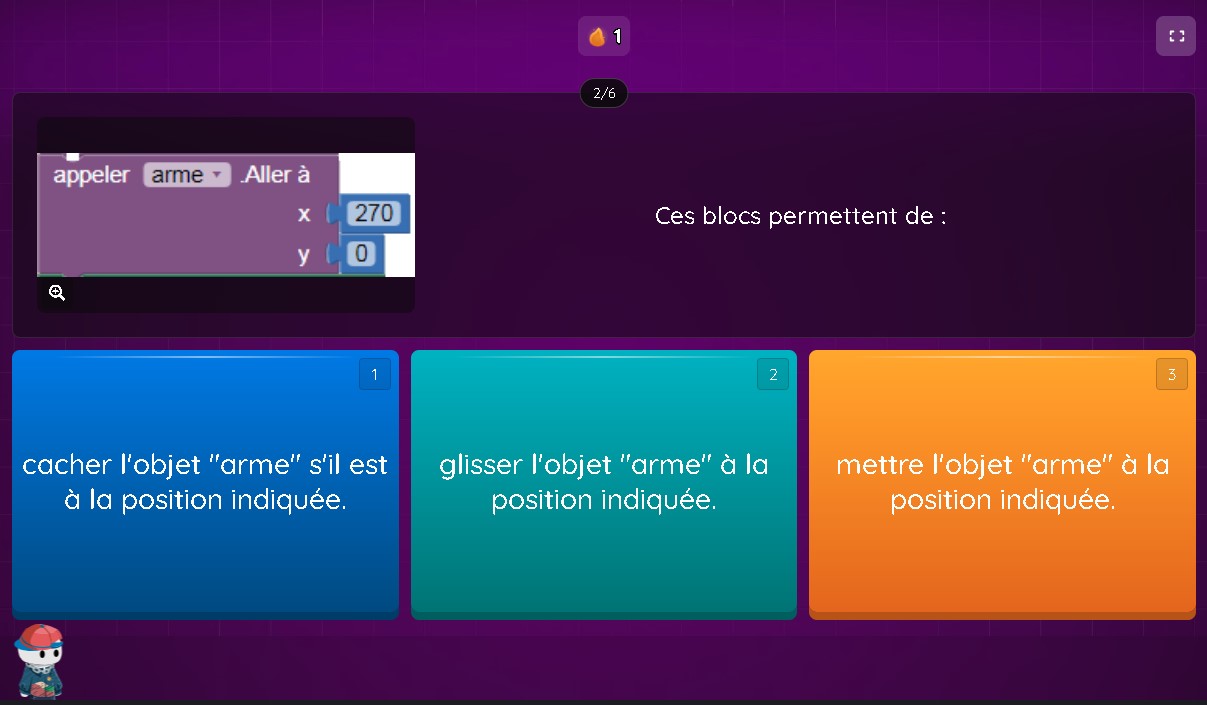 1
2/6
appeler arme .Aller à
x 270
y 0
Ces blocs permettent de :
1
cacher l'objet "arme" s'il est
à la position indiquée.
2
glisser l'objet "arme" à la
position indiquée.
3
mettre l'objet "arme" à la
position indiquée.